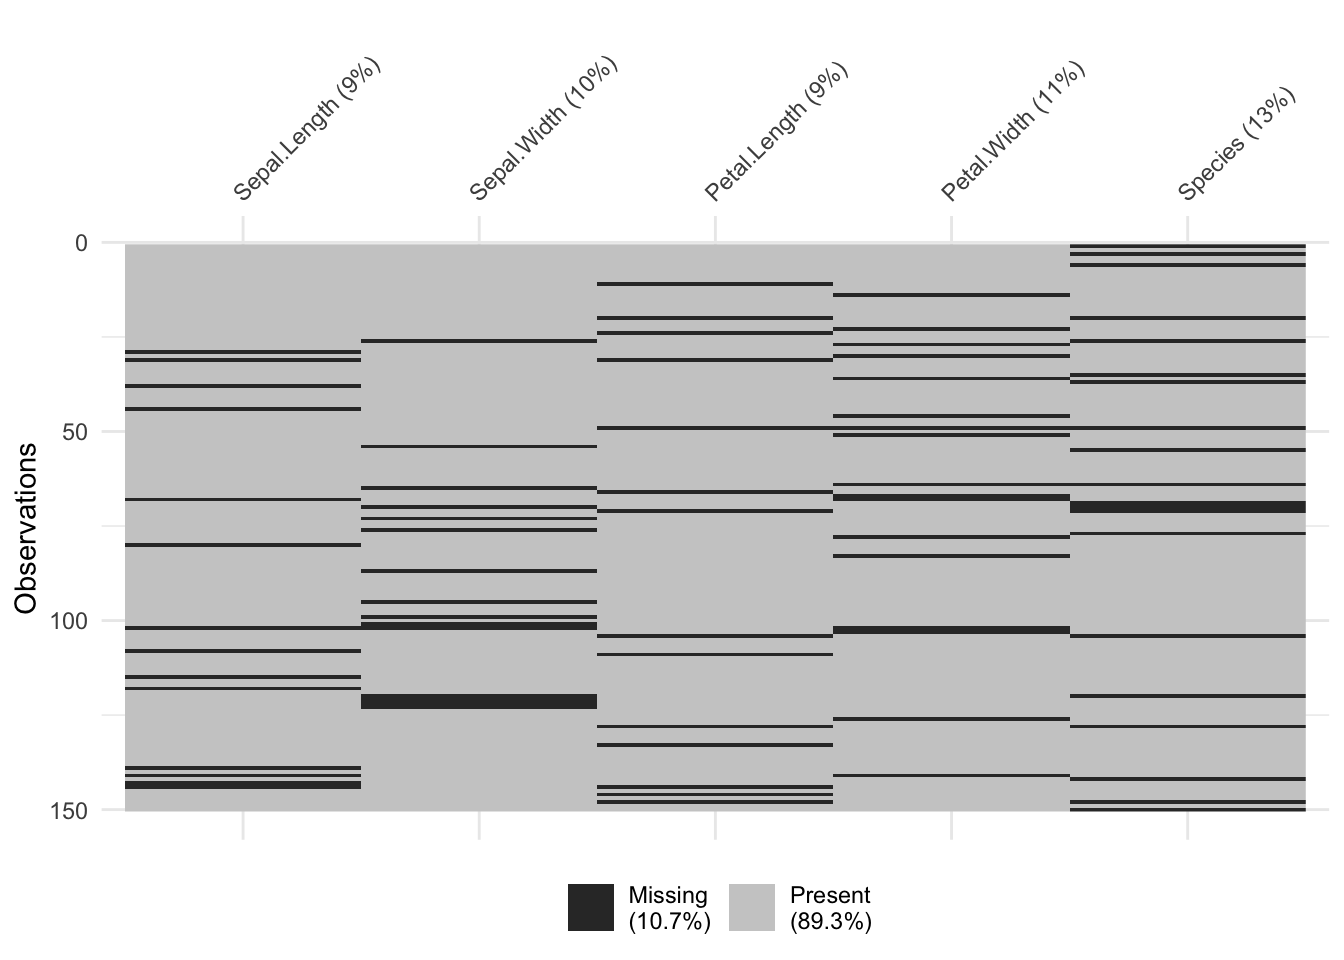 Sepal.Length (9%)
Sepal.Width (10%)
Petal.Length (9%)
Petal.Width (11%)
Species (13%)
0
50
100
150
Observations
Missing
(10.7%)
Present
(89.3%)